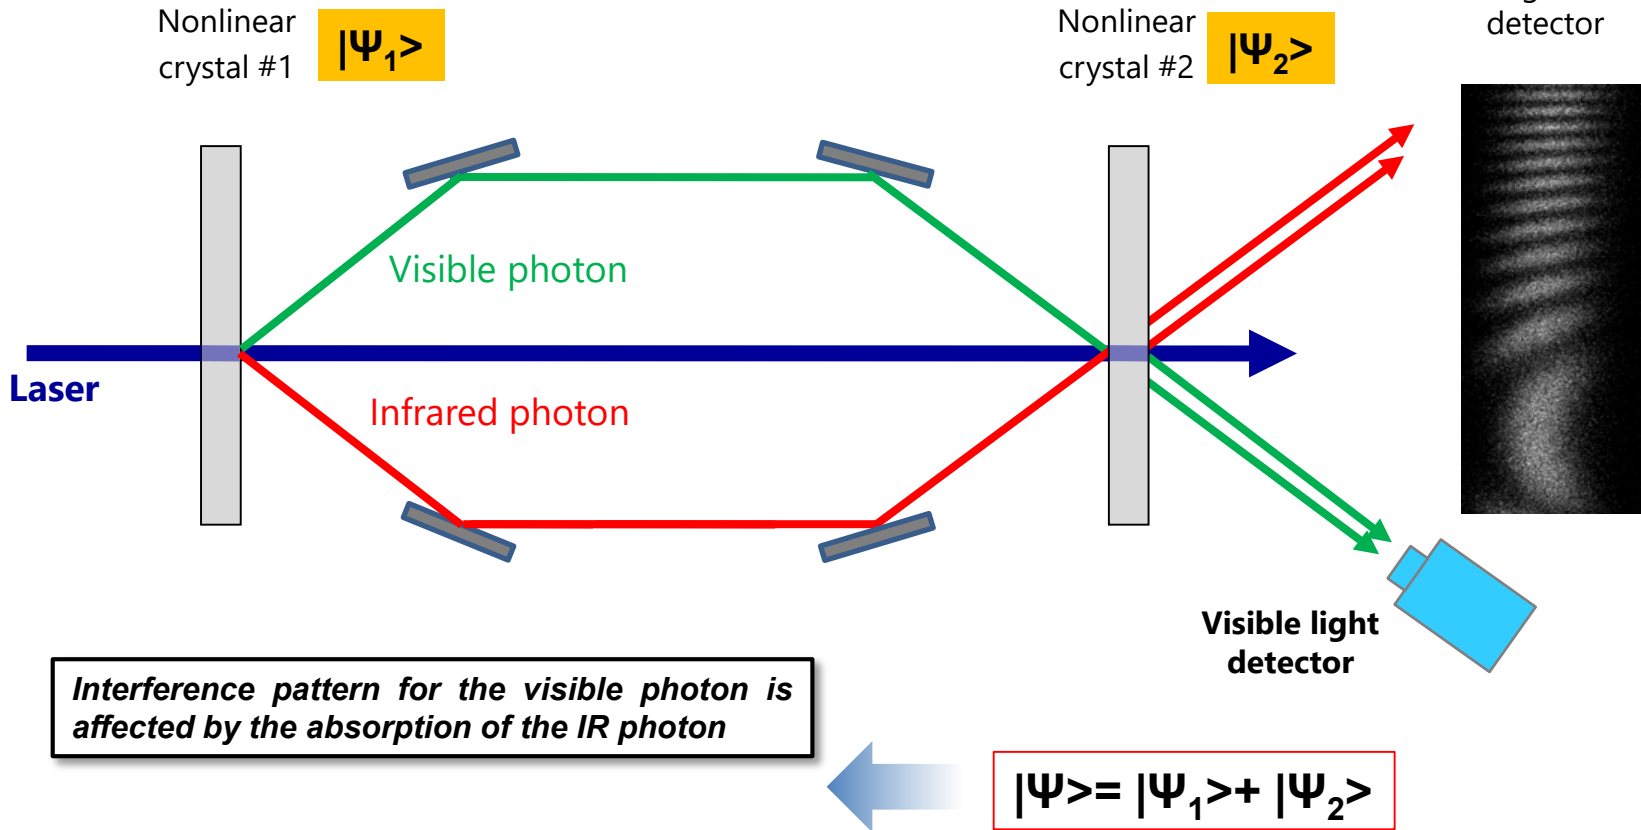 Nonlinear
crystal #1
|Ψ1>
Nonlinear
crystal #2
|Ψ2>
detector
Visible photon
Laser
Infrared photon
Visible light
detector
Interference pattern for the visible photon is
affected by the absorption of the IR photon
|Ψ>= |Ψ1>+ |Ψ2>